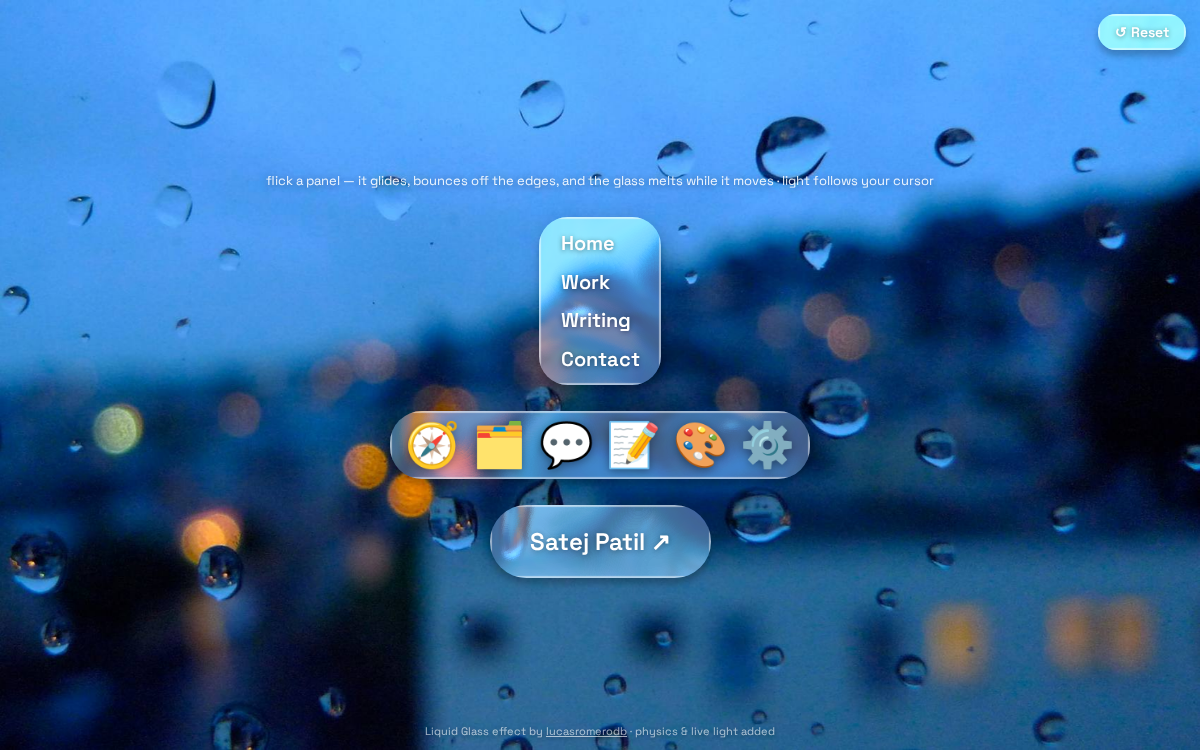 ↺ Reset
flick a panel — it glides, bounces off the edges, and the glass melts while it moves · light follows your cursor
Home
Work
Writing
Contact
Satej Patil ↗
Liquid Glass effect by lucasromerodb · physics & live light added